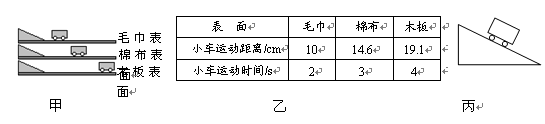 毛巾表
棉布表面
木板表面
表 面 毛巾 棉布 木板
小车运动距离/cm 10 14.6 19.1
小车运动时间/s 2 3 4
甲 乙 丙